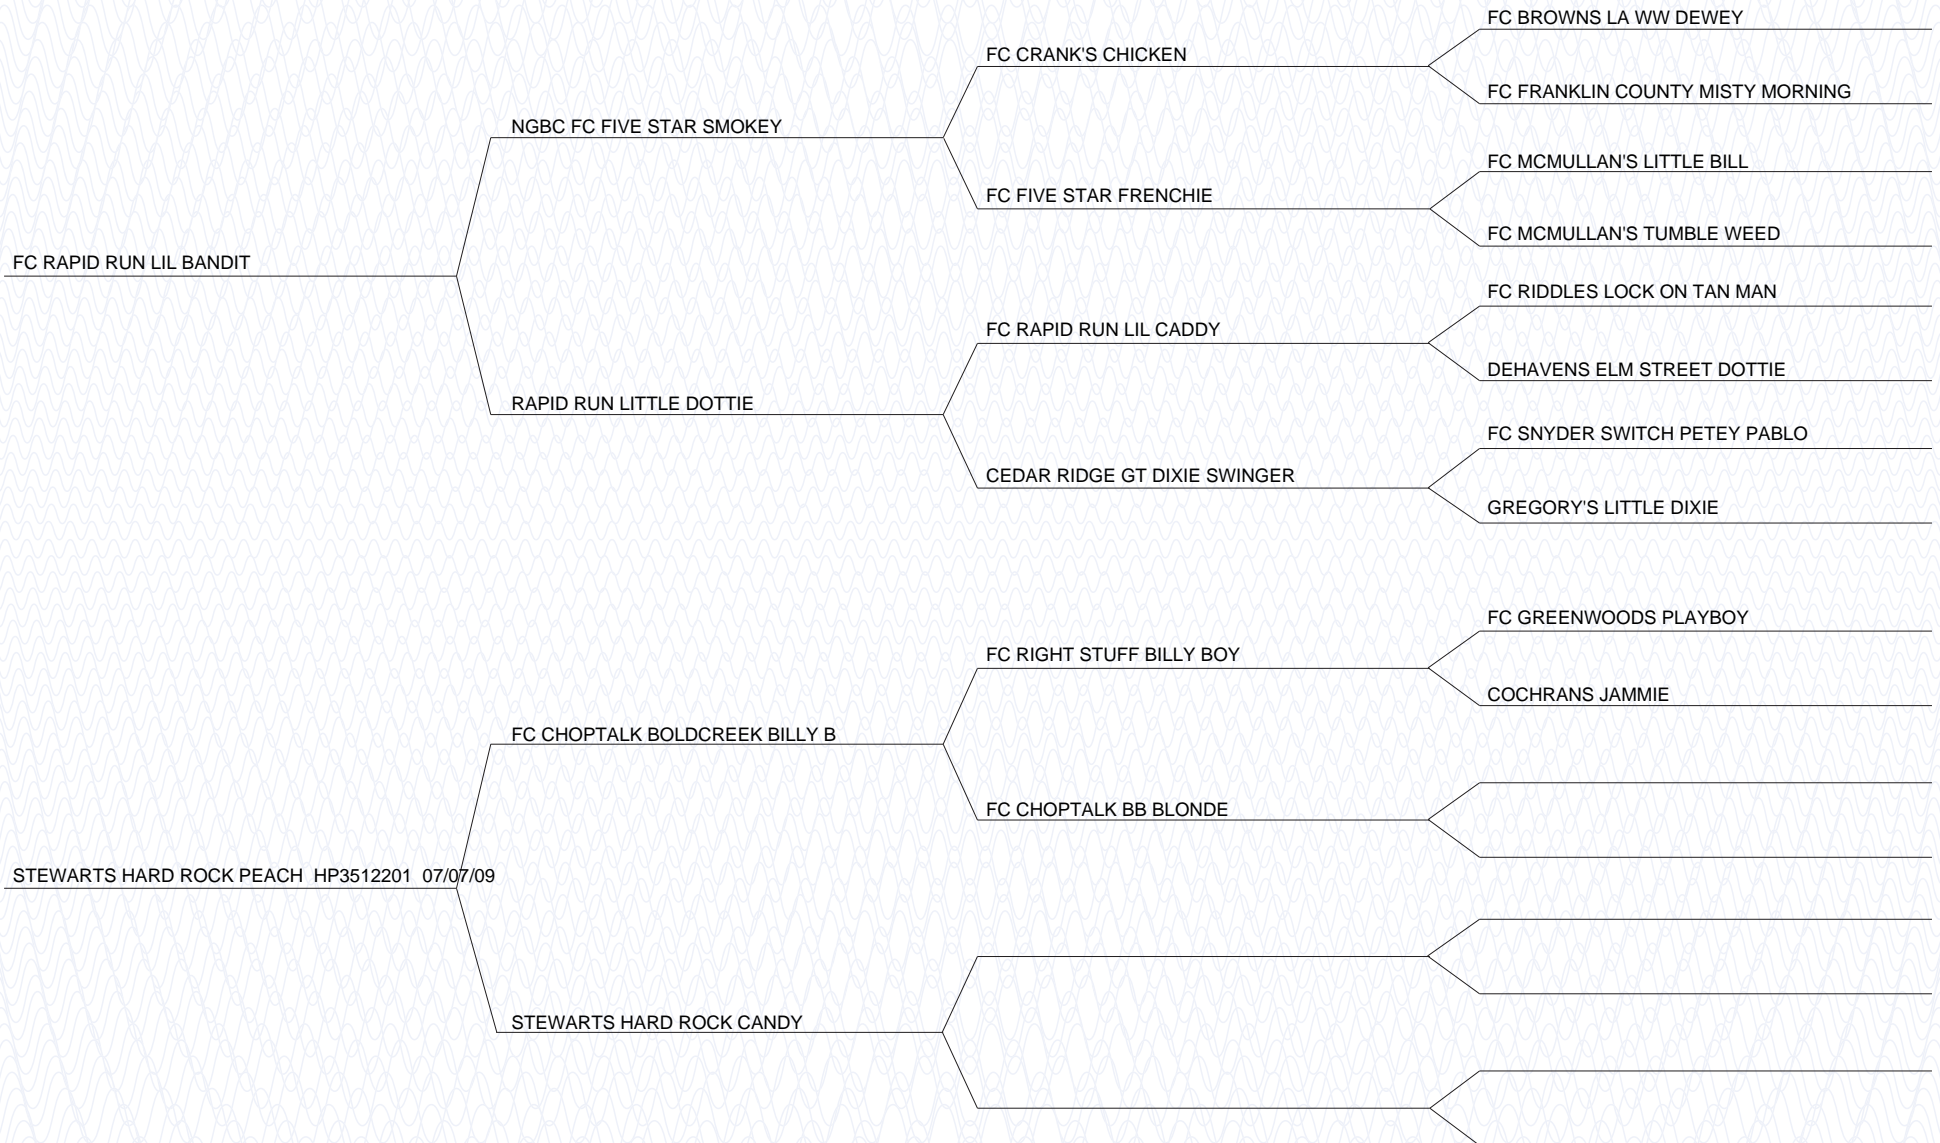 FC BROWNS LA WW DEWEY
FC CRANK'S CHICKEN
FC FRANKLIN COUNTY MISTY MORNING
NGBC FC FIVE STAR SMOKEY
FC MCMULLAN'S LITTLE BILL
FC FIVE STAR FRENCHIE
FC MCMULLAN'S TUMBLE WEED
FC RAPID RUN LIL BANDIT
FC RIDDLES LOCK ON TAN MAN
FC RAPID RUN LIL CADDY
DEHAVENS ELM STREET DOTTIE
RAPID RUN LITTLE DOTTIE
FC SNYDER SWITCH PETEY PABLO
CEDAR RIDGE GT DIXIE SWINGER
GREGORY'S LITTLE DIXIE
FC GREENWOODS PLAYBOY
FC RIGHT STUFF BILLY BOY
COCHRANS JAMMIE
FC CHOPTALK BOLDCREEK BILLY B
FC CHOPTALK BB BLONDE
STEWARTS HARD ROCK PEACH  HP3512201  07/07/09
STEWARTS HARD ROCK CANDY